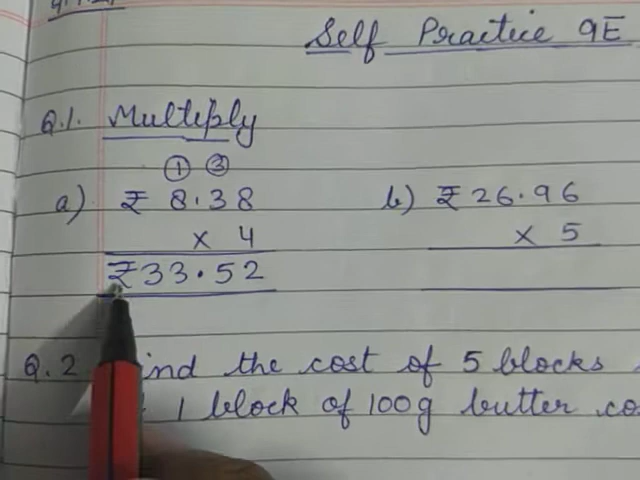 Self Practice 9E
Q.1. Multiply
① ③
a) ₹ 8.38 b) ₹ 26.96
x 4 x 5
₹33.52
Q.2 ind the cost of 5 blocks
1 block of 100g butter co